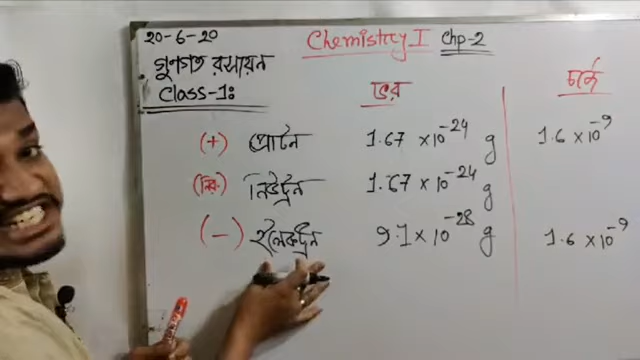 20-6-20
Chemistry I Chp-2
গুণগত রসায়ন
Class-1:
ভর
চার্জ
(+) প্রোটন 1.67 ×10⁻²⁴ g 1.6 ×10⁻⁹
(নিঃ) নিউট্রন 1.67 ×10⁻²⁴ g
(−) ইলেকট্রন 9.1 ×10⁻²⁸ g 1.6 ×10⁻⁹